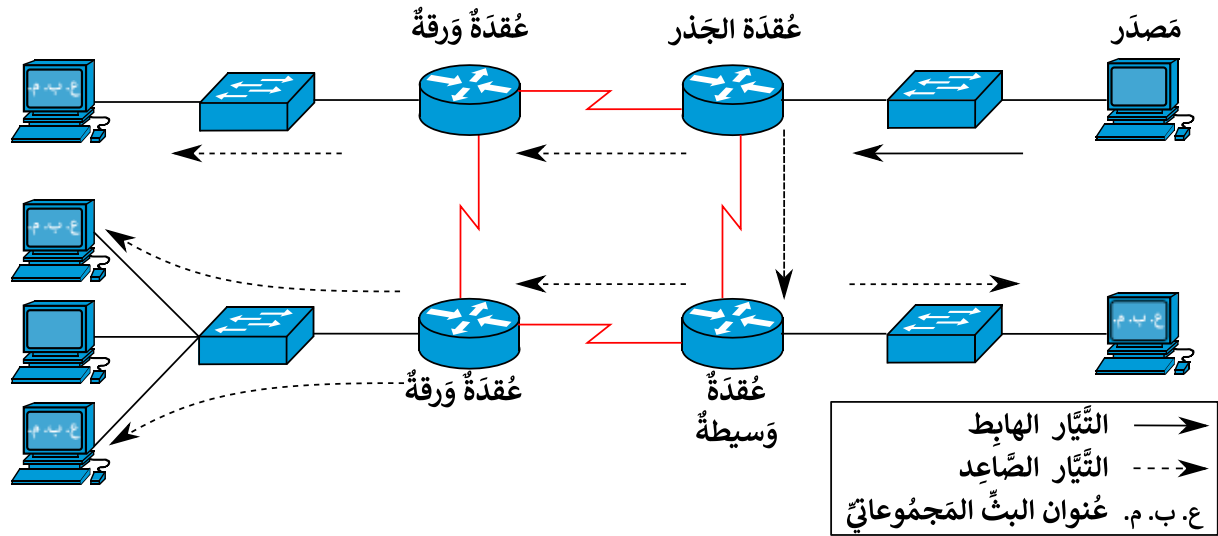 مَصدَر
عُقدَة الجَذر
عُقدَةٌ وَرقةٌ
ع. ب. م.
ع. ب. م.
ع. ب. م.
ع. ب. م.
عُقدَةٌ وَرقةٌ
عُقدَةٌ
وَسيطةٌ
التَّيَّار الهابِط
التَّيَّار الصَّاعِد
ع. ب. م. عُنوان البثِّ المَجمُوعاتيِّ